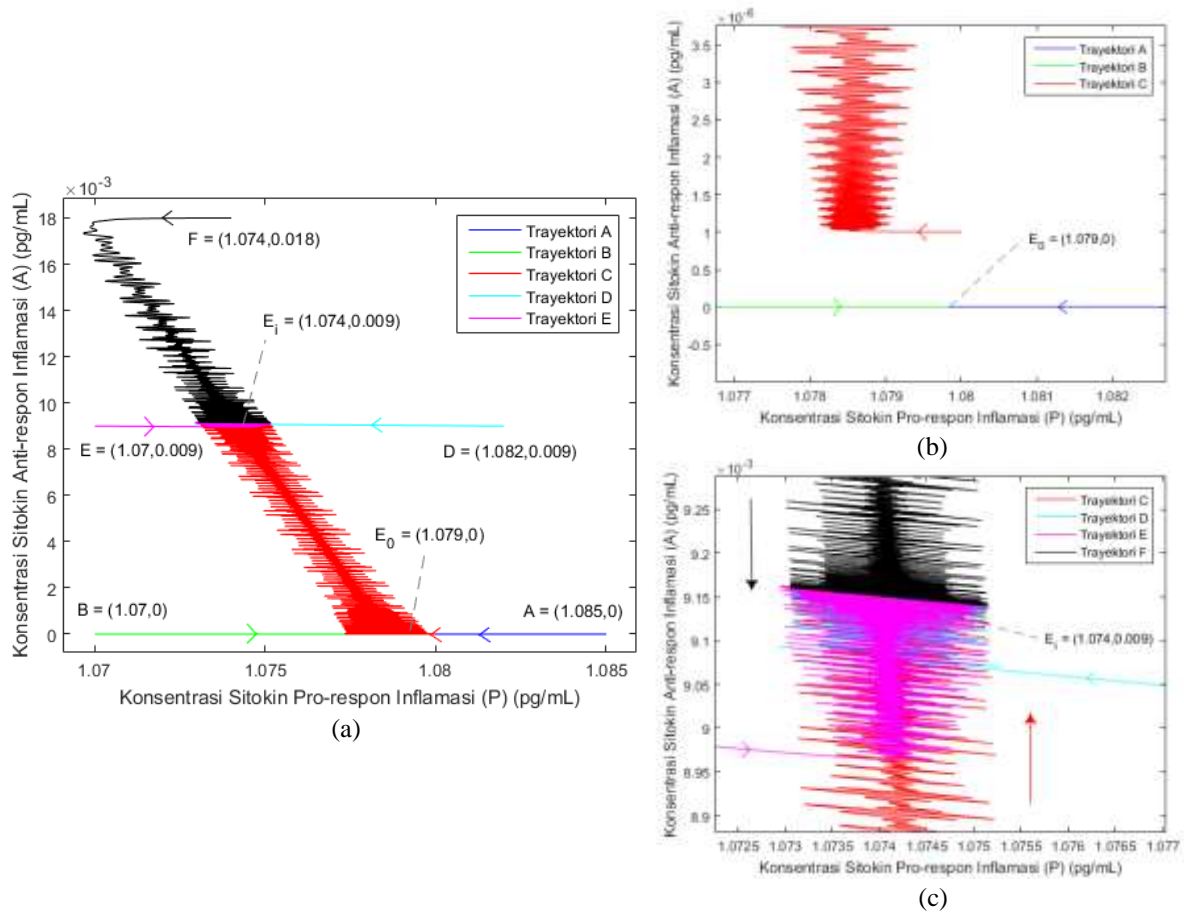 × 10⁻³
18
16
14
12
10
8
6
4
2
0
1.07
1.075
1.08
1.085
Konsentrasi Sitokin Anti-respon Inflamasi (A) (pg/mL)
Konsentrasi Sitokin Pro-respon Inflamasi (P) (pg/mL)
F = (1.074,0.018)
Trayektori A
Trayektori B
Trayektori C
Trayektori D
Trayektori E
E_i = (1.074,0.009)
E = (1.07,0.009)
D = (1.082,0.009)
E_0 = (1.079,0)
B = (1.07,0)
A = (1.085,0)
(a)
× 10⁻⁶
3.5
3
2.5
2
1.5
1
0.5
0
-0.5
1.077
1.078
1.079
1.08
1.081
1.082
Konsentrasi Sitokin Anti-respon Inflamasi (A) (pg/mL)
Konsentrasi Sitokin Pro-respon Inflamasi (P) (pg/mL)
Trayektori A
Trayektori B
Trayektori C
E_0 = (1.079,0)
(b)
× 10⁻³
9.25
9.2
9.15
9.1
9.05
9
8.95
8.9
1.0725
1.073
1.0735
1.074
1.0745
1.075
1.0755
1.076
1.0765
1.077
Konsentrasi Sitokin Anti-respon Inflamasi (A) (pg/mL)
Konsentrasi Sitokin Pro-respon Inflamasi (P) (pg/mL)
Trayektori C
Trayektori D
Trayektori E
Trayektori F
E_i = (1.074,0.009)
(c)